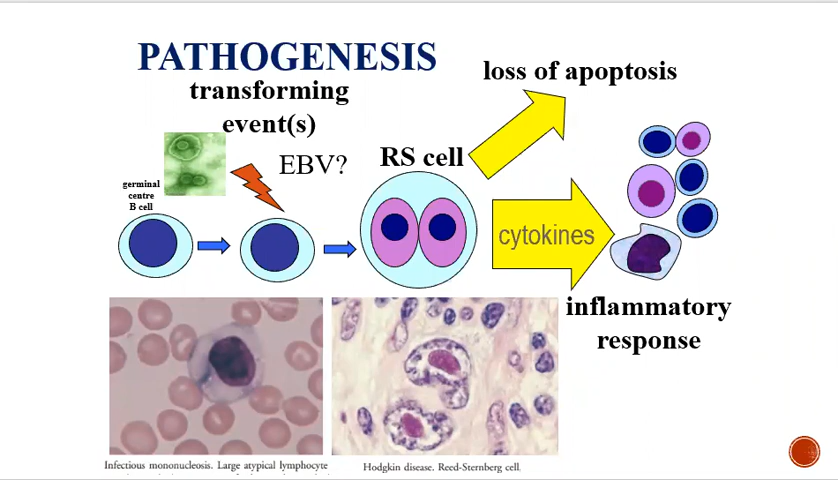 PATHOGENESIS
loss of apoptosis
transforming
event(s)
EBV?
RS cell
germinal
centre
B cell
cytokines
inflammatory
response
Infectious mononucleosis. Large atypical lymphocyte
Hodgkin disease. Reed-Sternberg cell.